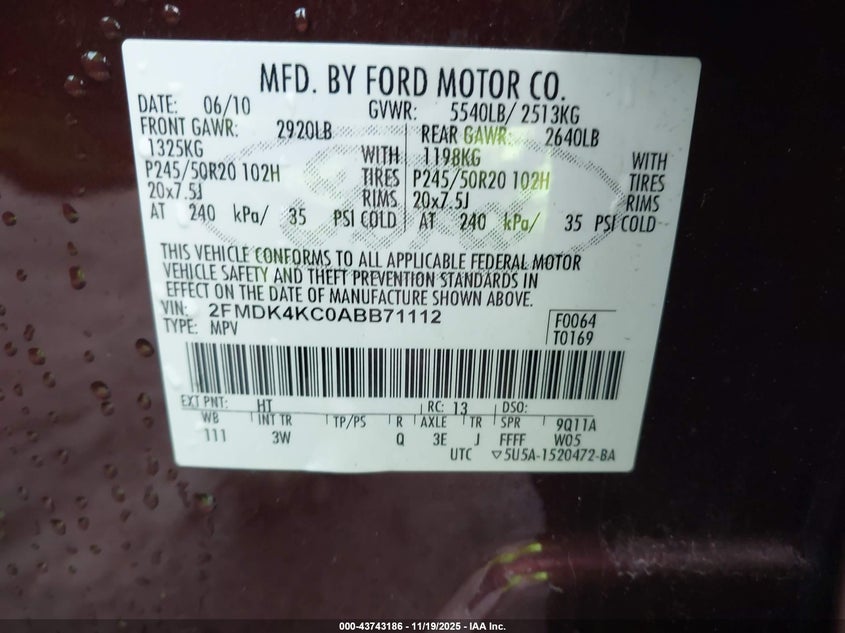 MFD. BY FORD MOTOR CO.
DATE: 06/10 GVWR: 5540LB/ 2513KG
FRONT GAWR: 2920LB REAR GAWR: 2640LB
1325KG WITH 1198KG WITH
P245/50R20 102H TIRES P245/50R20 102H TIRES
20x7.5J RIMS 20x7.5J RIMS
AT 240 kPa/ 35 PSI COLD AT 240 kPa/ 35 PSI COLD
THIS VEHICLE CONFORMS TO ALL APPLICABLE FEDERAL MOTOR
VEHICLE SAFETY AND THEFT PREVENTION STANDARDS IN
EFFECT ON THE DATE OF MANUFACTURE SHOWN ABOVE.
VIN: 2FMDK4KC0ABB71112 F0064
TYPE: MPV T0169
EXT PNT: HT RC: 13 DSO:
WB INT TR TP/PS R AXLE TR SPR 9Q11A
111 3W Q 3E J FFFF W05
UTC ▽5U5A-1520472-BA
000-43743186 - 11/19/2025 - IAA Inc.